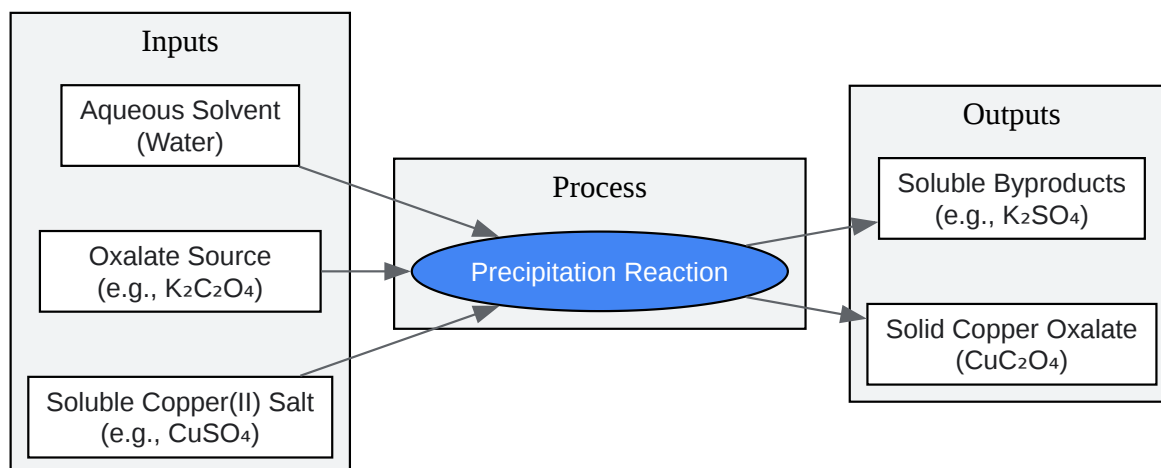 Inputs
Aqueous Solvent
(Water)
Oxalate Source
(e.g., K₂C₂O₄)
Soluble Copper(II) Salt
(e.g., CuSO₄)
Process
Precipitation Reaction
Outputs
Soluble Byproducts
(e.g., K₂SO₄)
Solid Copper Oxalate
(CuC₂O₄)